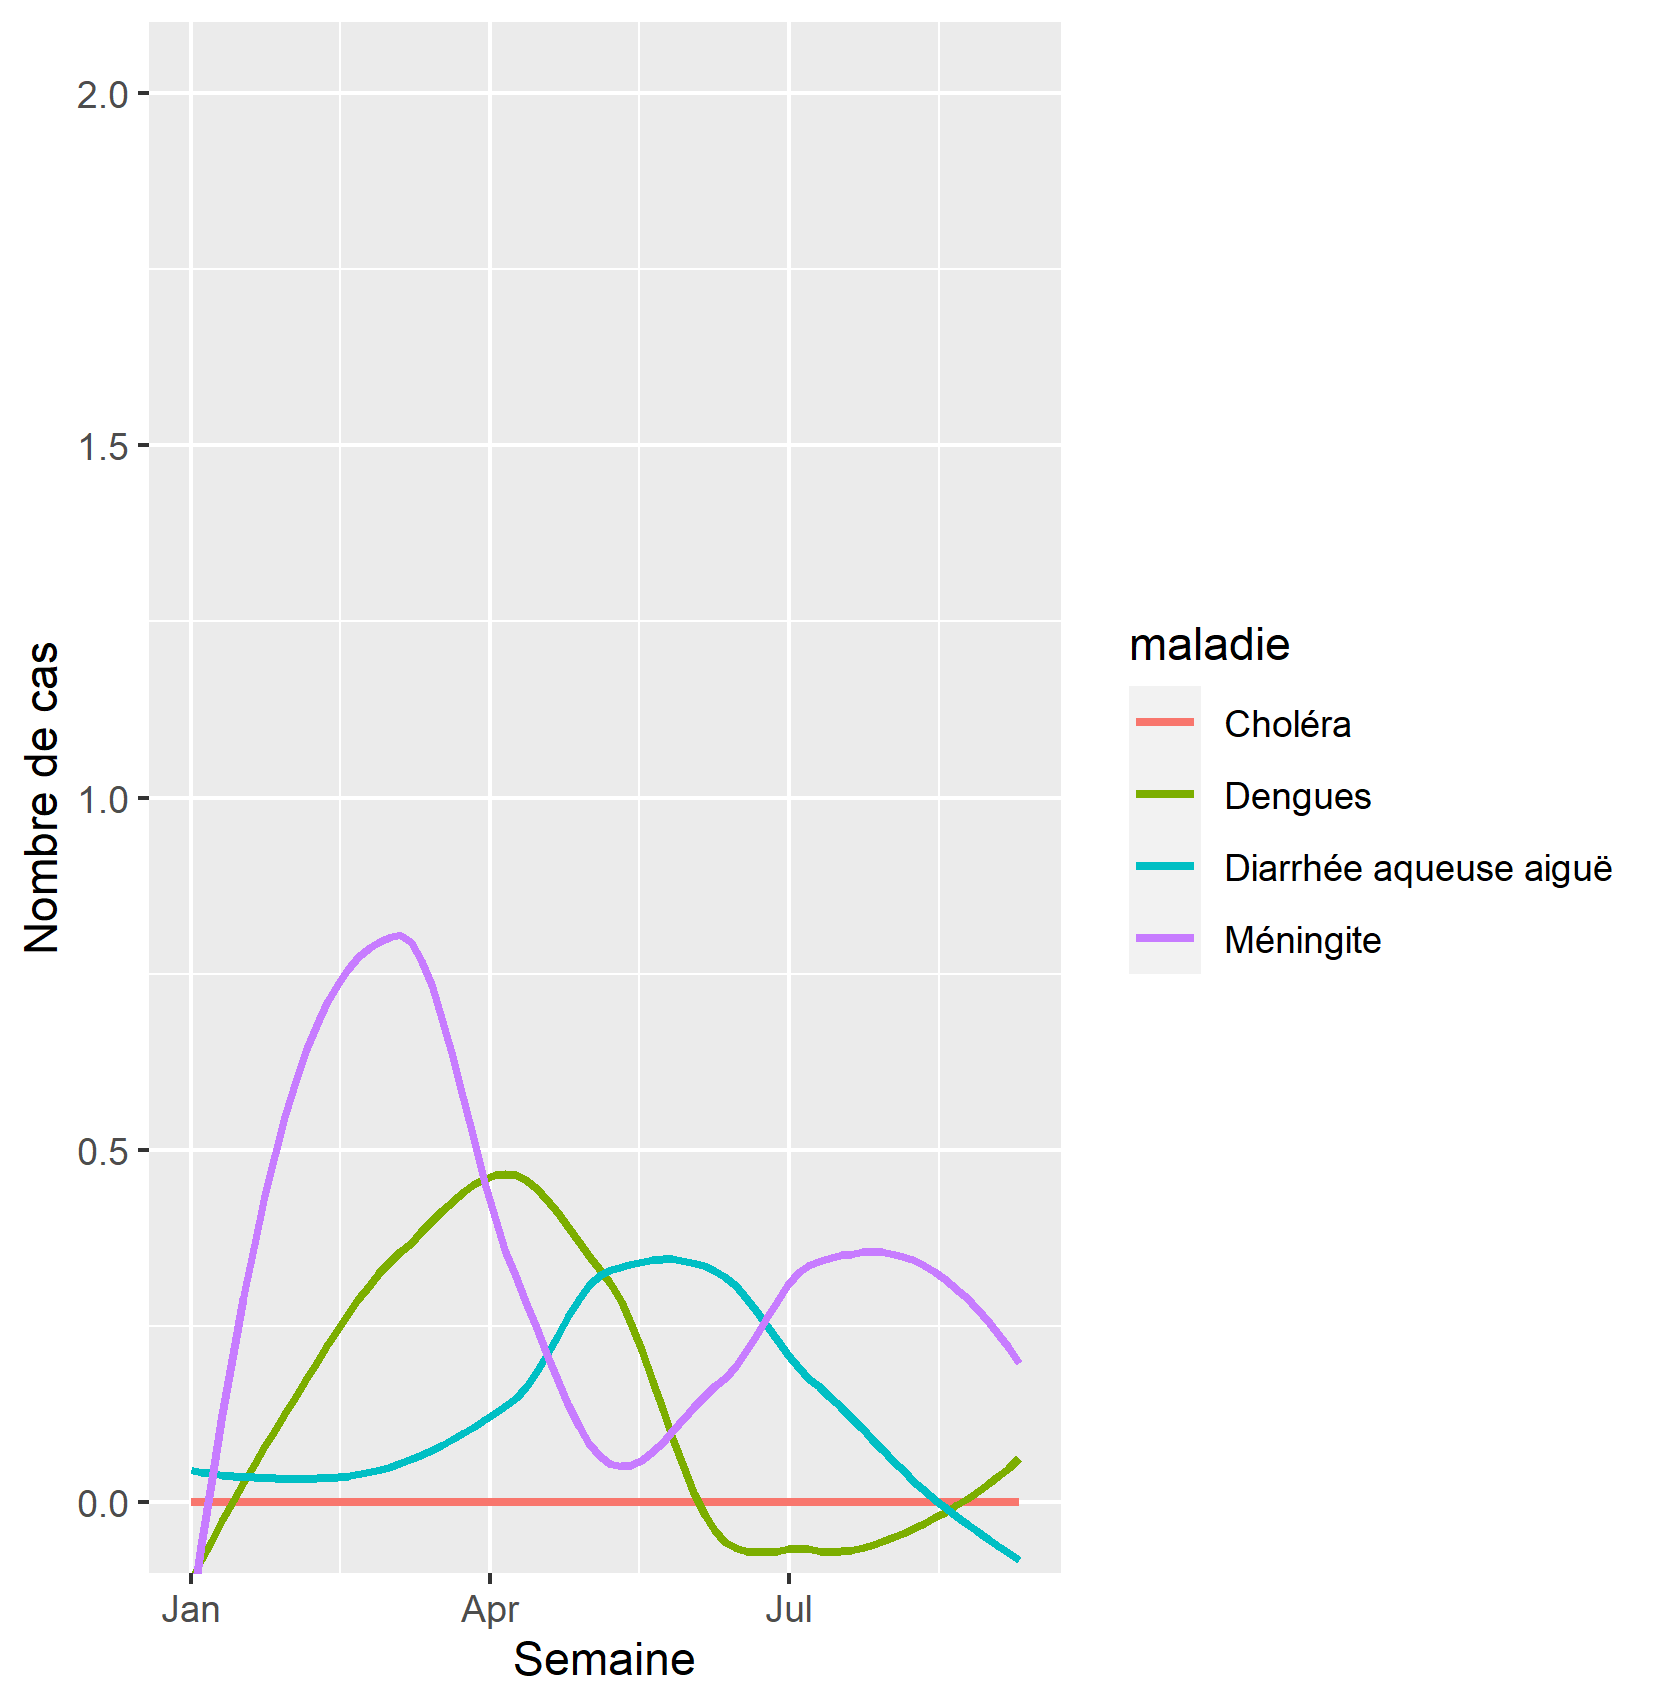 2.0
1.5
1.0
0.5
0.0
Nombre de cas
Jan Apr Jul
Semaine
maladie
Choléra
Dengues
Diarrhée aqueuse aiguë
Méningite